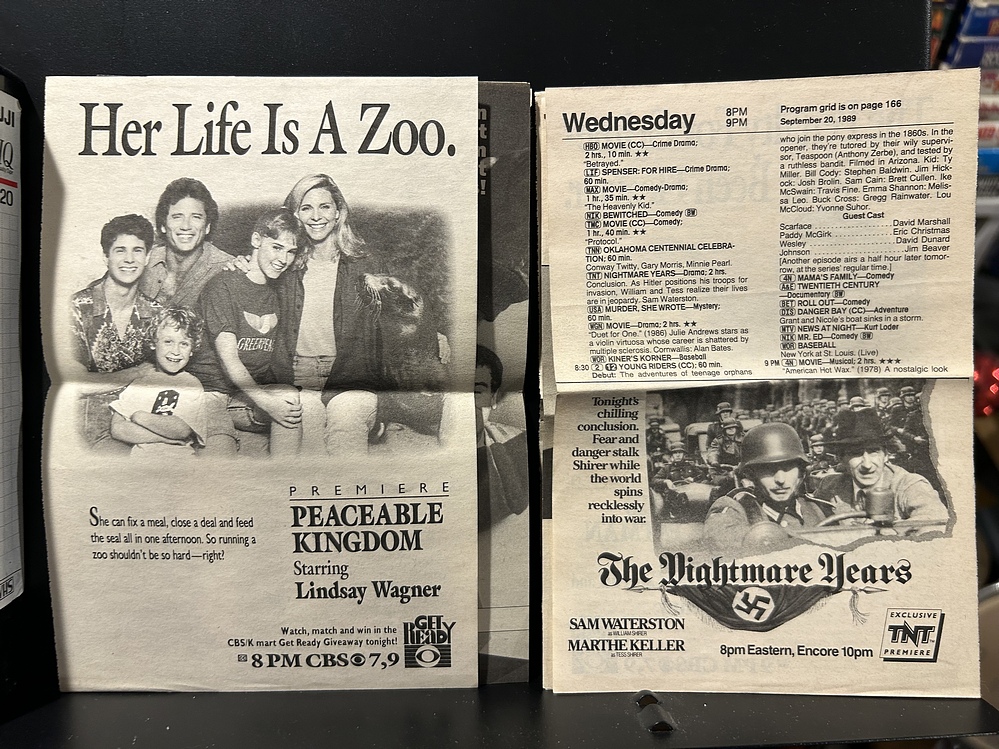 Her Life Is A Zoo.
GREENPEA
PREMIERE
PEACEABLE
KINGDOM
Starring
Lindsay Wagner
She can fix a meal, close a deal and feed
the seal all in one afternoon. So running a
zoo shouldn't be so hard—right?
Watch, match and win in the
CBS/K mart Get Ready Giveaway tonight!
GET
READY
8PM CBS 7,9
Wednesday
8PM
9PM
Program grid is on page 166
September 20, 1989
HBO MOVIE (CC)—Crime Drama;
2 hrs., 10 min. ★★
"Betrayed."
LIF SPENSER: FOR HIRE—Crime Drama;
60 min.
MAX MOVIE—Comedy-Drama;
1 hr., 35 min. ★★
"The Heavenly Kid."
NIK BEWITCHED—Comedy BW
TMC MOVIE (CC)—Comedy;
1 hr., 40 min. ★★
"Protocol."
TNN OKLAHOMA CENTENNIAL CELEBRA-
TION; 60 min.
Conway Twitty, Gary Morris, Minnie Pearl.
TNT NIGHTMARE YEARS—Drama; 2 hrs.
Conclusion. As Hitler positions his troops for
invasion, William and Tess realize their lives
are in jeopardy. Sam Waterston.
USA MURDER, SHE WROTE—Mystery;
60 min.
WGN MOVIE—Drama; 2 hrs. ★★
"Duet for One." (1986) Julie Andrews stars as
a violin virtuoso whose career is shattered by
multiple sclerosis. Cornwallis: Alan Bates.
WOR KINER'S KORNER—Baseball
8:30 2 12 YOUNG RIDERS (CC); 60 min.
Debut: The adventures of teenage orphans
who join the pony express in the 1860s. In the
opener, they're tutored by their wily supervi-
sor, Teaspoon (Anthony Zerbe), and tested by
a ruthless bandit. Filmed in Arizona. Kid: Ty
Miller. Bill Cody: Stephen Baldwin. Jim Hick-
ock: Josh Brolin. Sam Cain: Brett Cullen. Ike
McSwain: Travis Fine. Emma Shannon: Melis-
sa Leo. Buck Cross: Gregg Rainwater. Lou
McCloud: Yvonne Suhor.
Guest Cast
Scarface ........ David Marshall
Paddy McGirk ........ Eric Christmas
Wesley ........ David Dunard
Johnson ........ Jim Beaver
[Another episode airs a half hour later tomor-
row, at the series' regular time.]
4N MAMA'S FAMILY—Comedy
A&E TWENTIETH CENTURY
—Documentary BW
BET ROLL OUT—Comedy
DIS DANGER BAY (CC)—Adventure
Grant and Nicole's boat sinks in a storm.
MTV NEWS AT NIGHT—Kurt Loder
NIK MR. ED—Comedy BW
WOR BASEBALL
New York at St. Louis. (Live)
9 PM 4N MOVIE—Musical; 2 hrs. ★★★
"American Hot Wax." (1978) A nostalgic look
Tonight's
chilling
conclusion.
Fear and
danger stalk
Shirer while
the world
spins
recklessly
into war.
The Nightmare Years
SAM WATERSTON
as WILLIAM SHIRER
MARTHE KELLER
as TESS SHIRER
8pm Eastern, Encore 10pm
EXCLUSIVE
TNT
PREMIERE